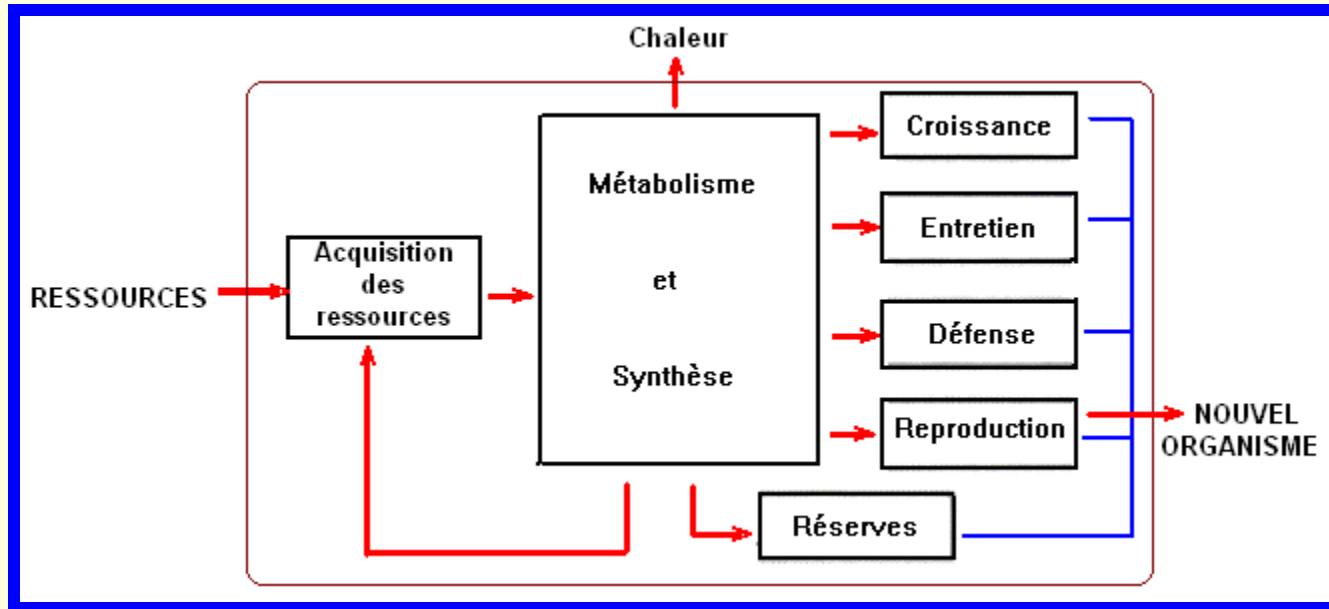 Chaleur
Croissance
Métabolisme
Entretien
Acquisition
des
ressources
et
RESSOURCES
Défense
Synthèse
Reproduction
NOUVEL
ORGANISME
Réserves